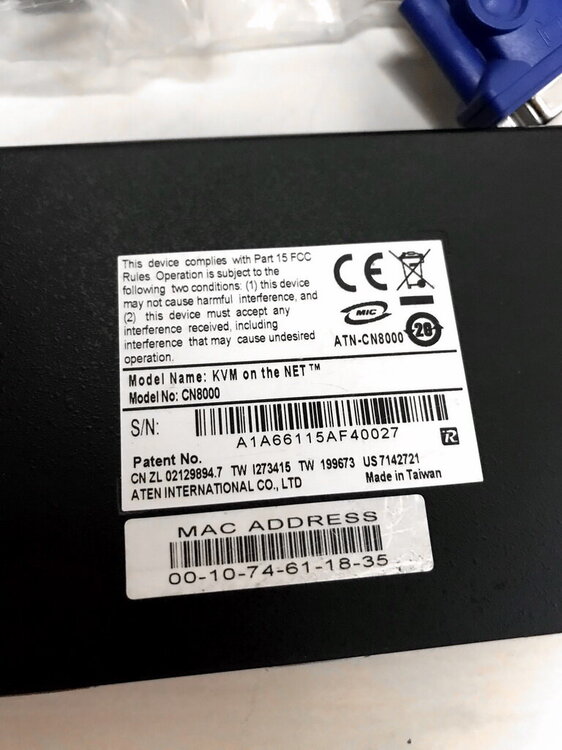 This device complies with Part 15 FCC
Rules. Operation is subject to the
following two conditions: (1) this device
may not cause harmful interference, and
(2) this device must accept any
interference received, including
interference that may cause undesired
operation.
CE
MIC
20
ATN-CN8000
Model Name: KVM on the NET™
Model No: CN8000
S/N:
A1A66115AF40027
R
Patent No.
CN ZL 02129894.7 TW I273415 TW 199673 US 7142721
ATEN INTERNATIONAL CO., LTD
Made in Taiwan
MAC ADDRESS
00-10-74-61-18-35